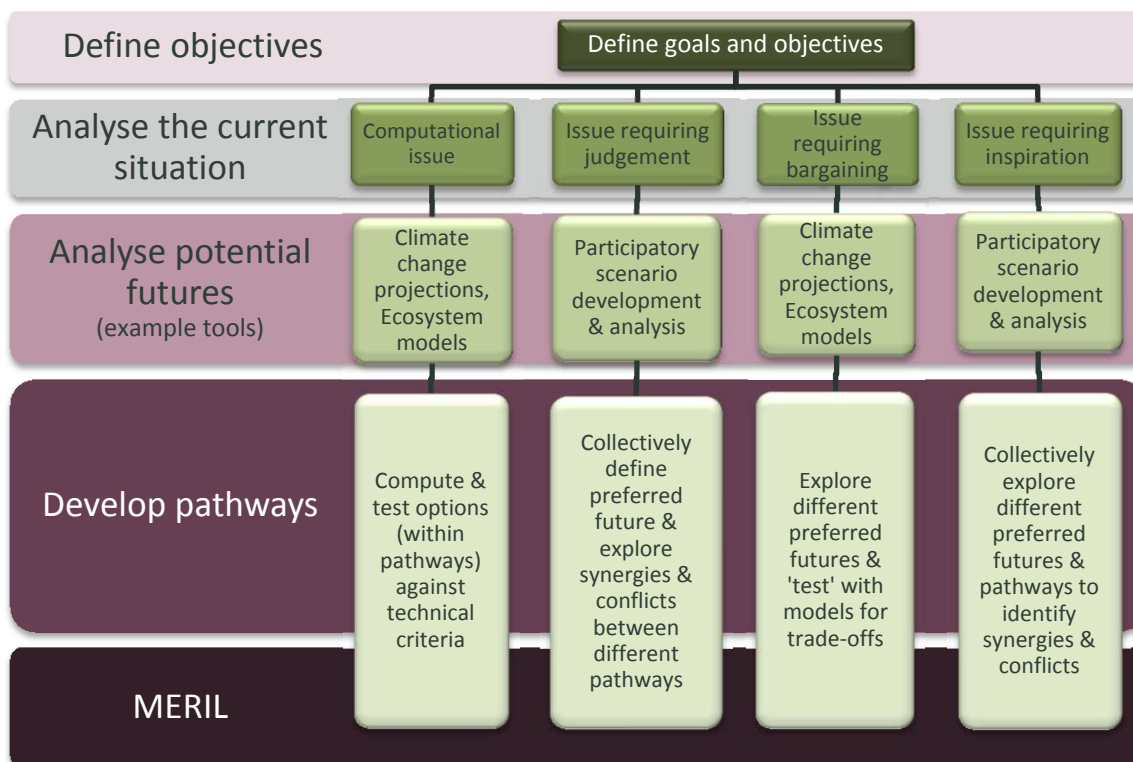 Define objectives
Define goals and objectives
Analyse the current
situation
Computational
issue
Issue requiring
judgement
Issue
requiring
bargaining
Issue requiring
inspiration
Analyse potential
futures
(example tools)
Climate
change
projections,
Ecosystem
models
Participatory
scenario
development
& analysis
Climate
change
projections,
Ecosystem
models
Participatory
scenario
development
& analysis
Develop pathways
Compute &
test options
(within
pathways)
against
technical
criteria
Collectively
define
preferred
future &
explore
synergies &
conflicts
between
different
pathways
Explore
different
preferred
futures &
'test' with
models for
trade-offs
Collectively
explore
different
preferred
futures &
pathways to
identify
synergies &
conflicts
MERIL